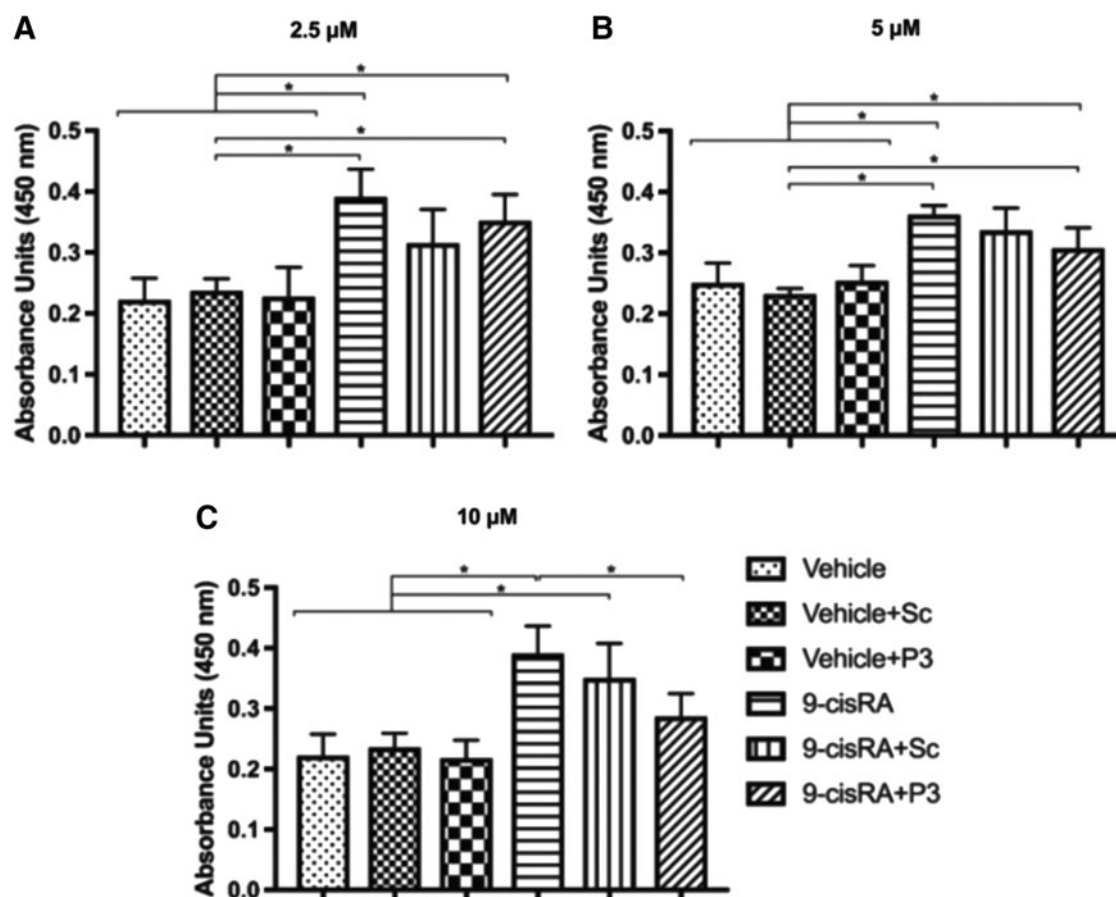 A
2.5 µM
*
*
*
*
Absorbance Units (450 nm)
0.5
0.4
0.3
0.2
0.1
0.0
B
5 µM
*
*
*
*
Absorbance Units (450 nm)
0.5
0.4
0.3
0.2
0.1
0.0
C
10 µM
*
*
*
Absorbance Units (450 nm)
0.5
0.4
0.3
0.2
0.1
0.0
Vehicle
Vehicle+Sc
Vehicle+P3
9-cisRA
9-cisRA+Sc
9-cisRA+P3